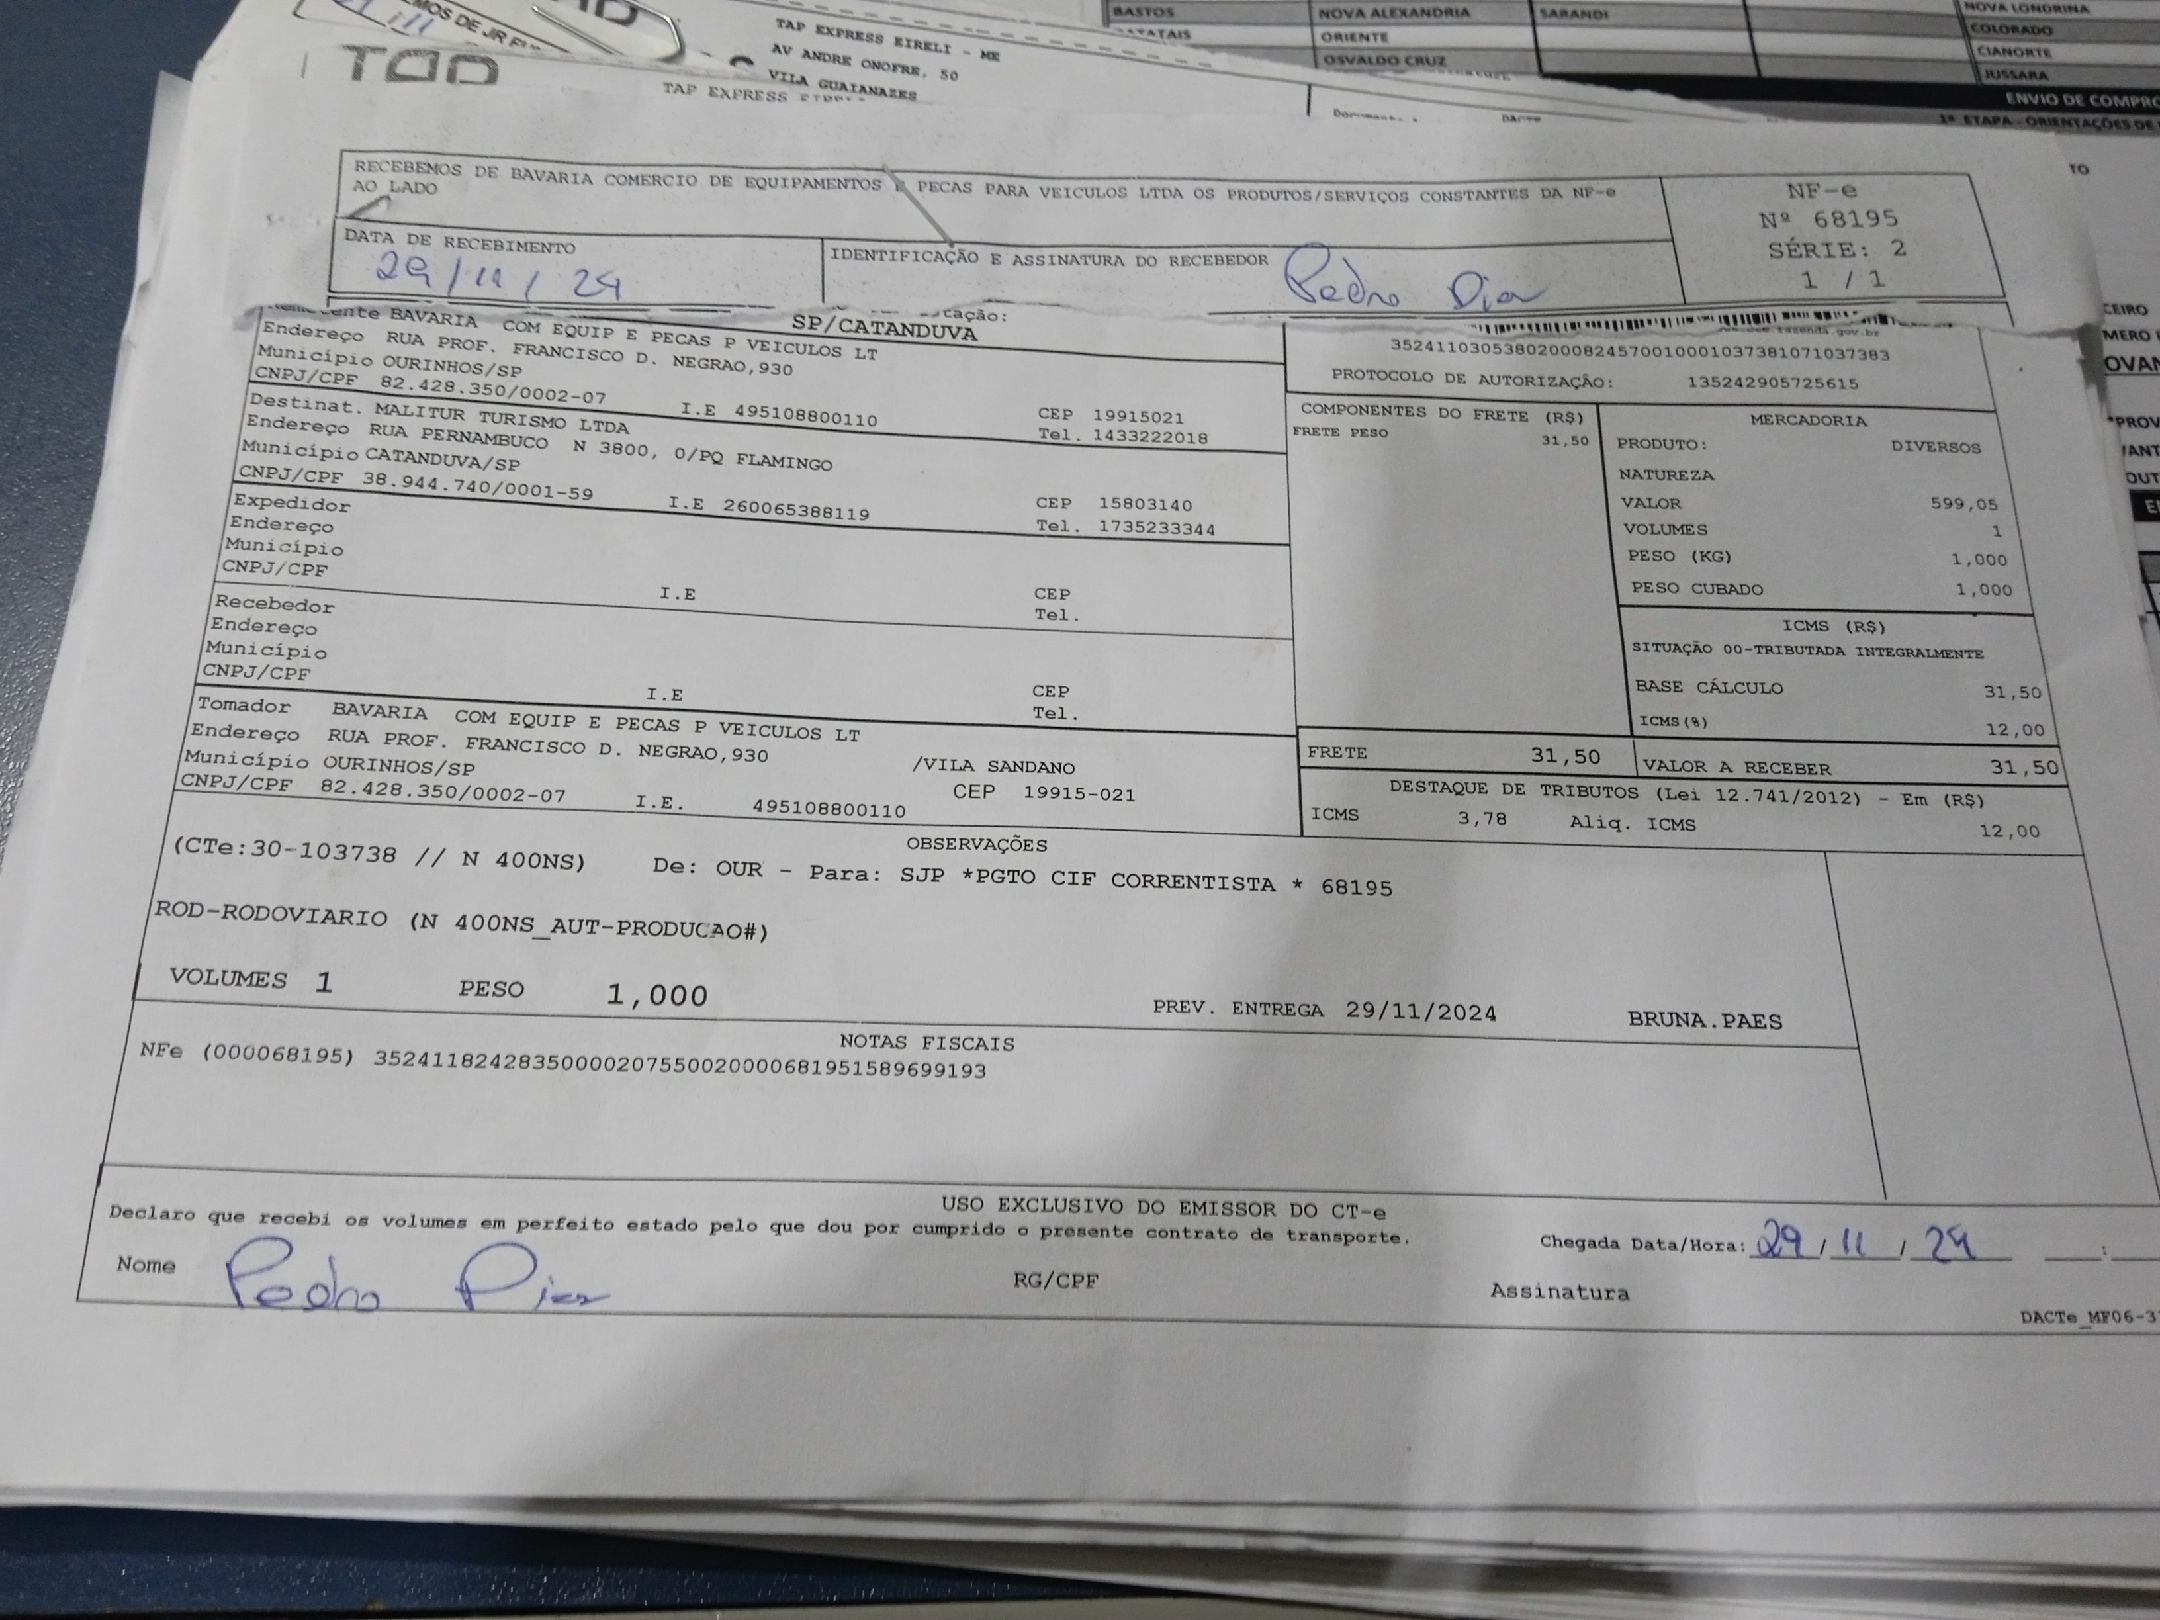 TAP EXPRESS EIRELI - ME
AV ANDRE ONOFRE, 50
VILA GUAIANAZES
TAP EXPRESS
BASTOS NOVA ALEXANDRIA SARANDI NOVA LONDRINA
ORIENTE COLORADO
OSVALDO CRUZ CIANORTE
JUSSARA
ENVIO DE COMPRO
1ª ETAPA - ORIENTAÇÕES DE
RECEBEMOS DE BAVARIA COMERCIO DE EQUIPAMENTOS E PECAS PARA VEICULOS LTDA OS PRODUTOS/SERVIÇOS CONSTANTES DA NF-e
AO LADO
NF-e
Nº 68195
SÉRIE: 2
1 / 1
DATA DE RECEBIMENTO
29/11/24
IDENTIFICAÇÃO E ASSINATURA DO RECEBEDOR
Pedro Dias
SP/CATANDUVA
BAVARIA COM EQUIP E PECAS P VEICULOS LT
Endereço RUA PROF. FRANCISCO D. NEGRAO,930
Município OURINHOS/SP CEP 19915021
CNPJ/CPF 82.428.350/0002-07 I.E 495108800110 Tel. 1433222018
Destinat. MALITUR TURISMO LTDA
Endereço RUA PERNAMBUCO N 3800, 0/PQ FLAMINGO
Município CATANDUVA/SP CEP 15803140
CNPJ/CPF 38.944.740/0001-59 I.E 260065388119 Tel. 1735233344
Expedidor
Endereço
Município CEP
CNPJ/CPF I.E Tel.
Recebedor
Endereço
Município CEP
CNPJ/CPF I.E Tel.
Tomador BAVARIA COM EQUIP E PECAS P VEICULOS LT
Endereço RUA PROF. FRANCISCO D. NEGRAO,930 /VILA SANDANO
Município OURINHOS/SP CEP 19915-021
CNPJ/CPF 82.428.350/0002-07 I.E. 495108800110
35241103053802000824570010001037381071037383
PROTOCOLO DE AUTORIZAÇÃO: 135242905725615
COMPONENTES DO FRETE (R$)
FRETE PESO 31,50
MERCADORIA
PRODUTO: DIVERSOS
NATUREZA
VALOR 599,05
VOLUMES 1
PESO (KG) 1,000
PESO CUBADO 1,000
ICMS (R$)
SITUAÇÃO 00-TRIBUTADA INTEGRALMENTE
BASE CÁLCULO 31,50
ICMS(%) 12,00
FRETE 31,50 VALOR A RECEBER 31,50
DESTAQUE DE TRIBUTOS (Lei 12.741/2012) - Em (R$)
ICMS 3,78 Aliq. ICMS 12,00
OBSERVAÇÕES
(CTe:30-103738 // N 400NS) De: OUR - Para: SJP *PGTO CIF CORRENTISTA * 68195
ROD-RODOVIARIO (N 400NS_AUT-PRODUCAO#)
VOLUMES 1 PESO 1,000 PREV. ENTREGA 29/11/2024 BRUNA.PAES
NOTAS FISCAIS
NFe (000068195) 35241182428350000207550020000681951589699193
USO EXCLUSIVO DO EMISSOR DO CT-e
Declaro que recebi os volumes em perfeito estado pelo que dou por cumprido o presente contrato de transporte.
Chegada Data/Hora: 29/11/24 :
Nome Pedro Dias RG/CPF Assinatura